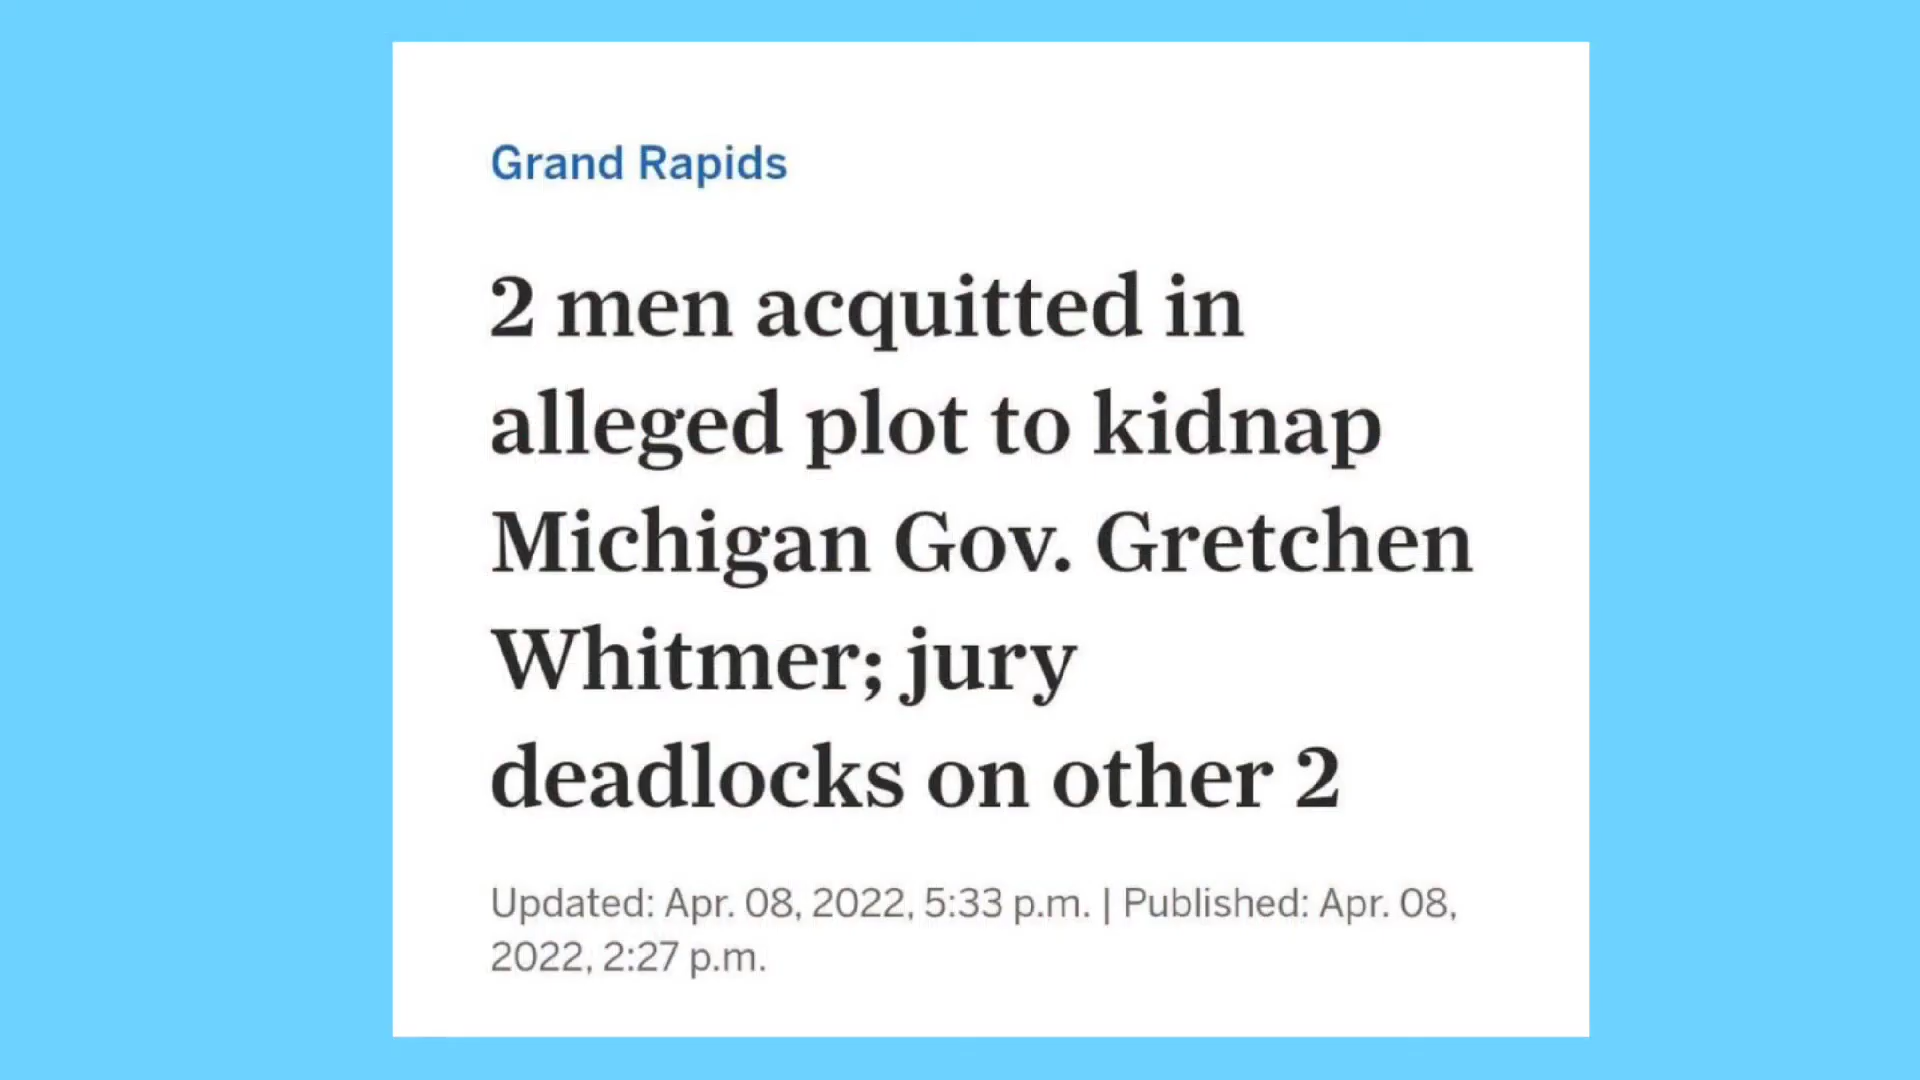 Grand Rapids
2 men acquitted in
alleged plot to kidnap
Michigan Gov. Gretchen
Whitmer; jury
deadlocks on other 2
Updated: Apr. 08, 2022, 5:33 p.m. | Published: Apr. 08,
2022, 2:27 p.m.